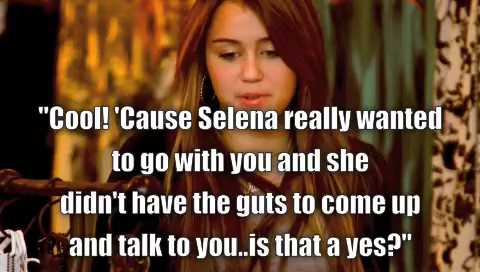 "Cool! 'Cause Selena really wanted
to go with you and she
didn't have the guts to come up
and talk to you..is that a yes?"